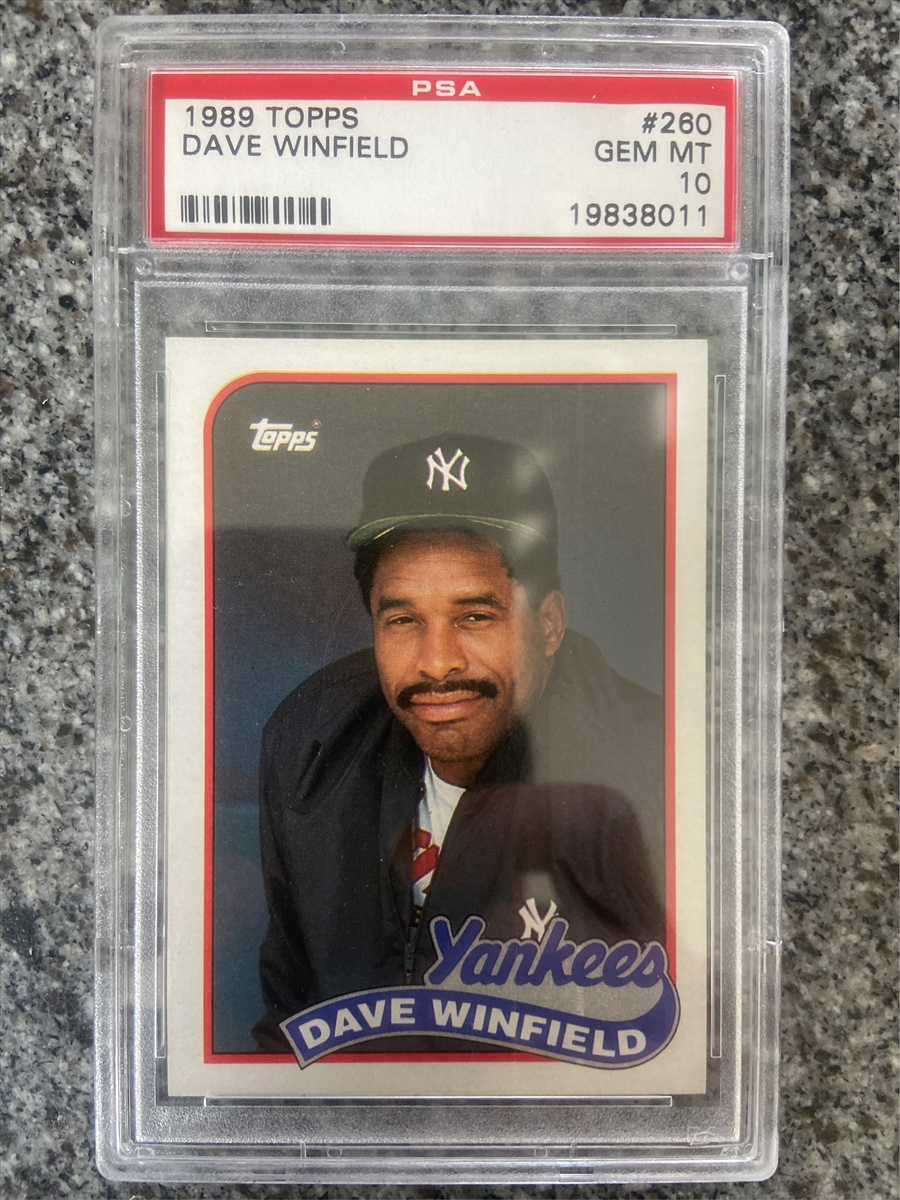 PSA
1989 TOPPS #260
DAVE WINFIELD GEM MT
10
19838011
Topps
NY
NY
Yankees
DAVE WINFIELD